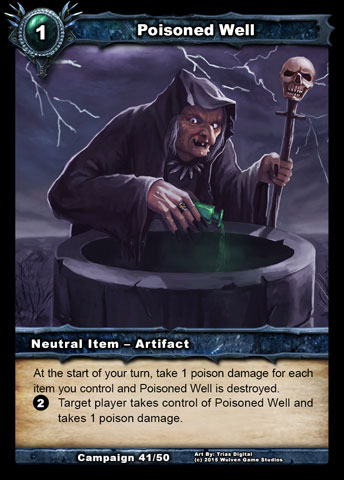 1
Poisoned Well
Neutral Item – Artifact
At the start of your turn, take 1 poison damage for each
item you control and Poisoned Well is destroyed.
2 Target player takes control of Poisoned Well and
takes 1 poison damage.
Campaign 41/50
Art By: Trias Digital
(c) 2015 Wulven Game Studios